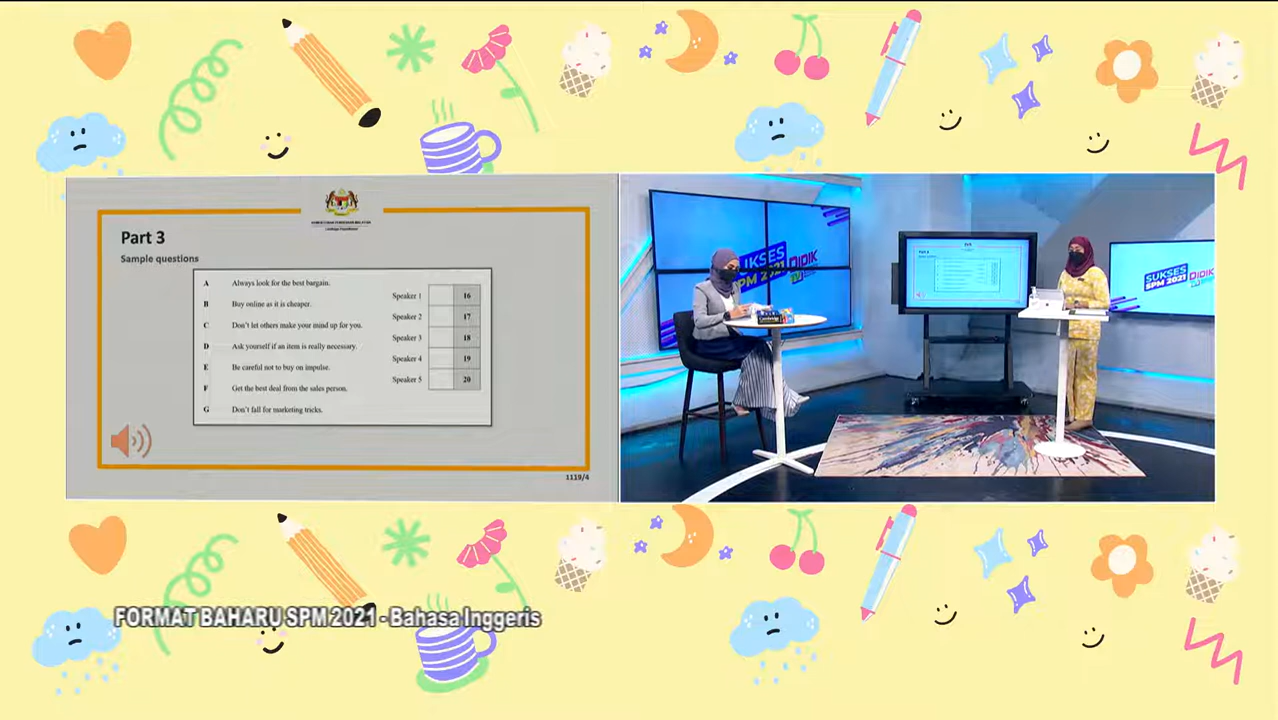 Part 3
Sample questions
A Always look for the best bargain.
B Buy online as it is cheaper.
C Don't let others make your mind up for you.
D Ask yourself if an item is really necessary.
E Be careful not to buy on impulse.
F Get the best deal from the sales person.
G Don't fall for marketing tricks.
Speaker 1 16
Speaker 2 17
Speaker 3 18
Speaker 4 19
Speaker 5 20
1119/4
SUKSES
SPM 2021
DIDIK
TV
SUKSES
SPM 2021
DIDIK
FORMAT BAHARU SPM 2021 - Bahasa Inggeris